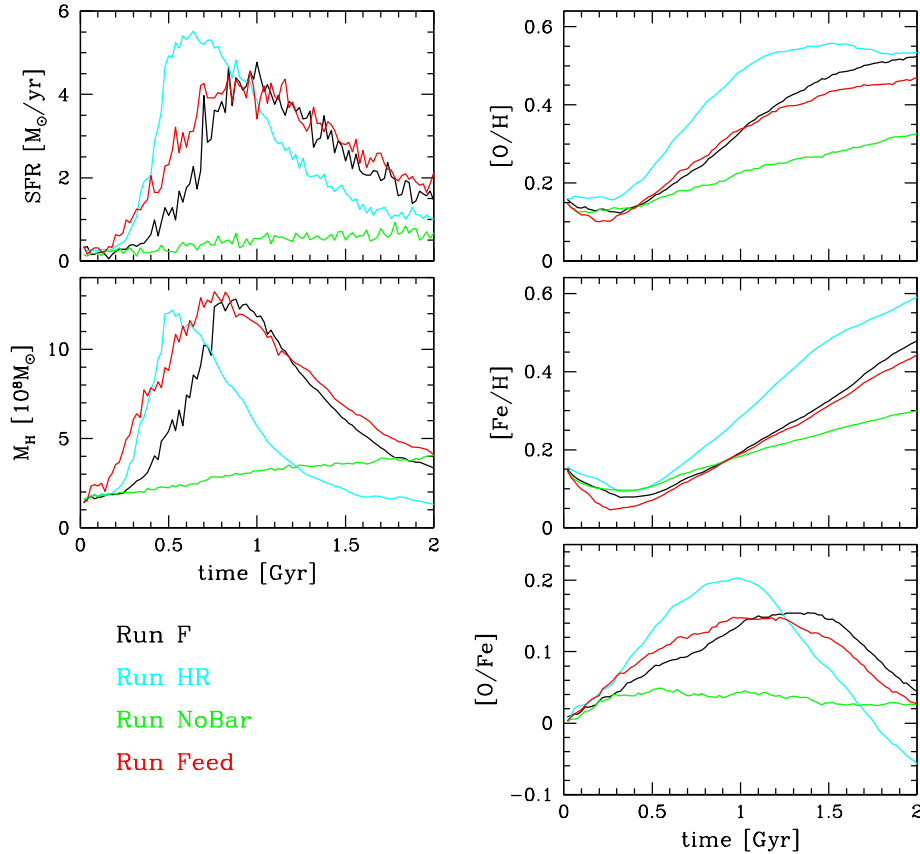 SFR [M⊙/yr]
6
4
2
0
M_H [10⁸M⊙]
10
5
0
0 0.5 1 1.5 2
time [Gyr]
Run F
Run HR
Run NoBar
Run Feed
[O/H]
0.6
0.4
0.2
0
[Fe/H]
0.6
0.4
0.2
0
[O/Fe]
0.2
0.1
0
−0.1
0 0.5 1 1.5 2
time [Gyr]